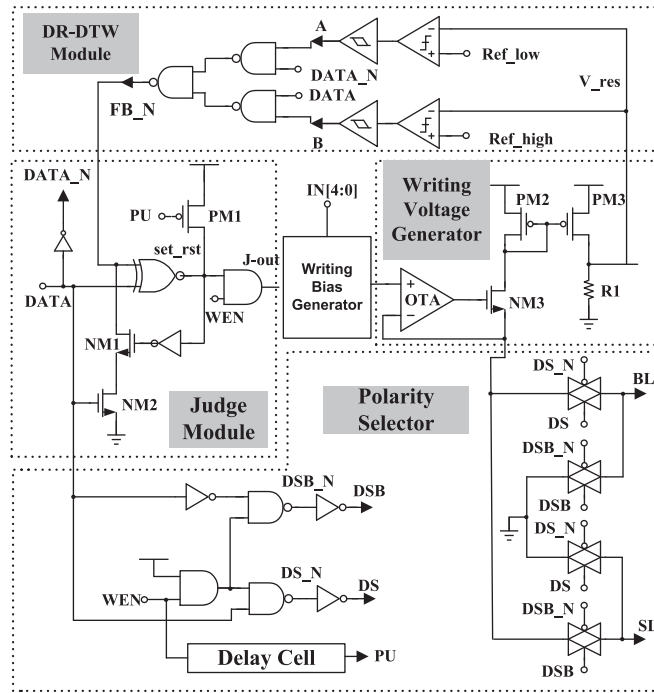 DR-DTW
Module
A
Ref_low
DATA_N
V_res
FB_N
DATA
B
Ref_high
DATA_N
IN[4:0]
Writing
Voltage
Generator
PM2
PM3
PU
PM1
set_rst
J-out
Writing
Bias
Generator
+
OTA
−
NM3
R1
DATA
WEN
NM1
NM2
Judge
Module
Polarity
Selector
DS_N
BL
DS
DSB_N
DSB
DS_N
DS
DSB_N
SL
DSB
DSB_N
DSB
DS_N
DS
WEN
Delay Cell
PU
−
+
−
+